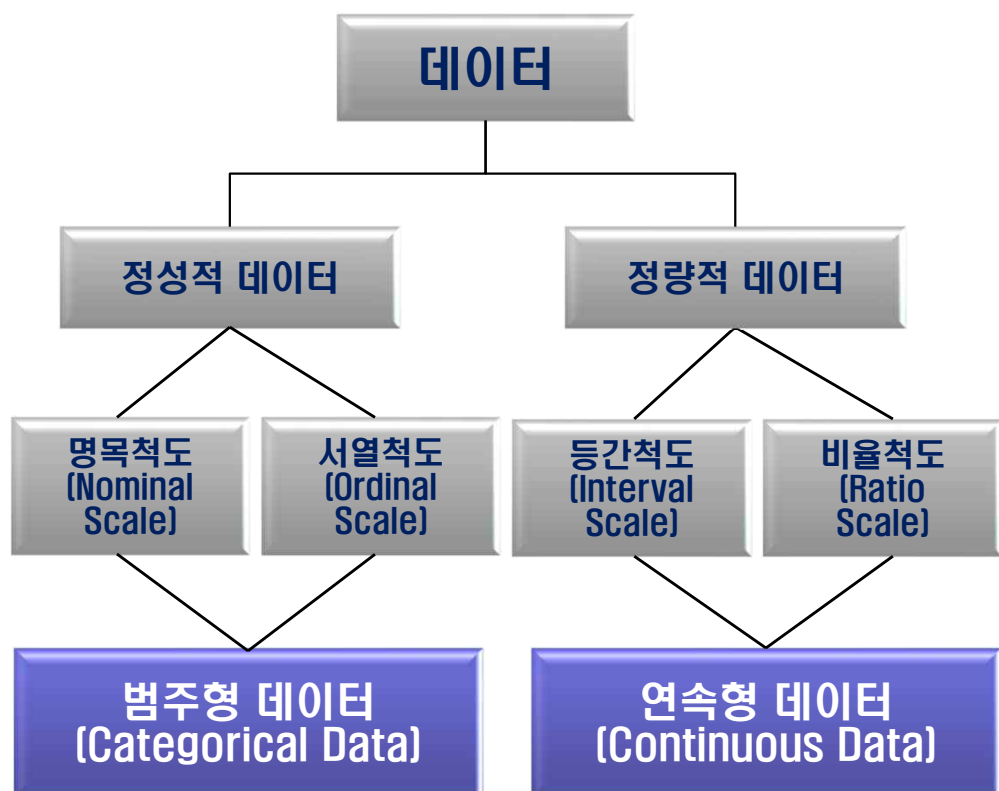 데이터
정성적 데이터
정량적 데이터
명목척도
(Nominal
Scale)
서열척도
(Ordinal
Scale)
등간척도
(Interval
Scale)
비율척도
(Ratio
Scale)
범주형 데이터
(Categorical Data)
연속형 데이터
(Continuous Data)